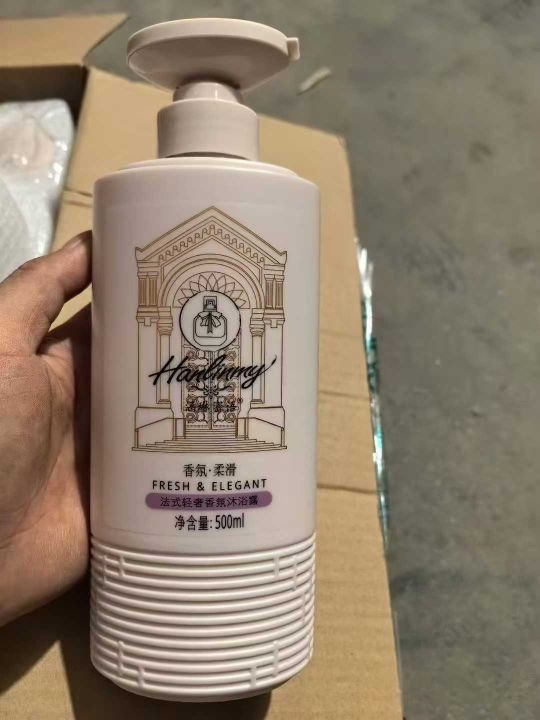 Hanlinmy
香氛·柔滑
FRESH & ELEGANT
法式轻奢香氛沐浴露
净含量: 500ml